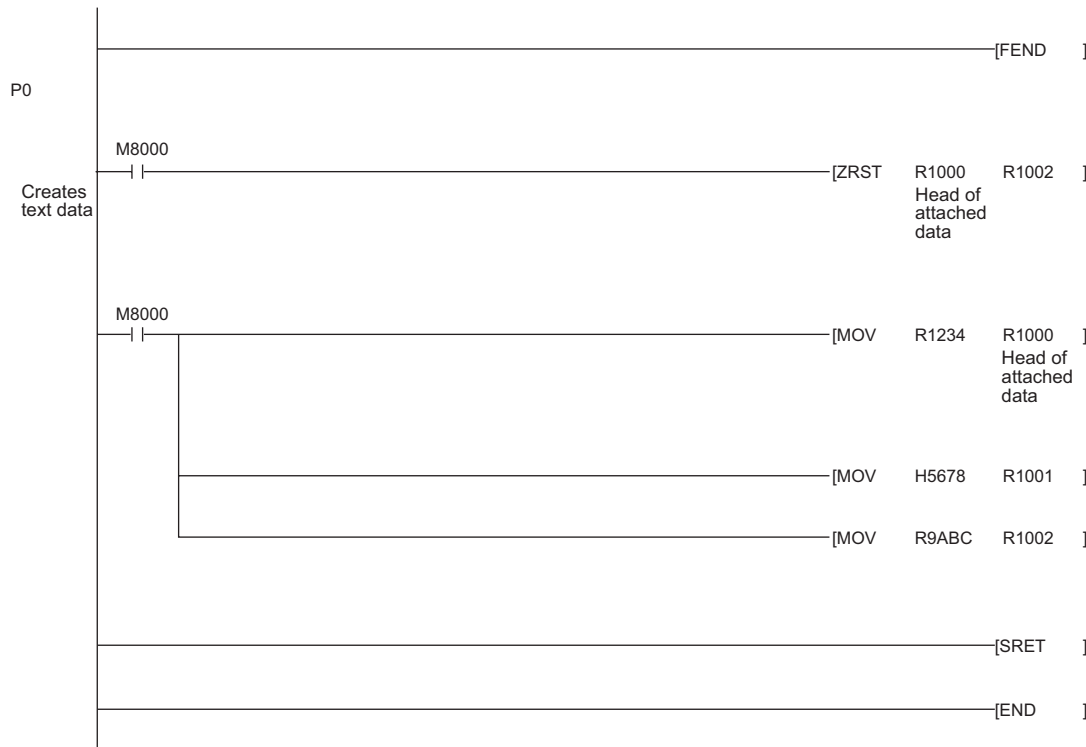 [FEND ]
P0
M8000
[ZRST R1000 R1002 ]
Creates
text data
Head of
attached
data
M8000
[MOV R1234 R1000 ]
Head of
attached
data
[MOV H5678 R1001 ]
[MOV R9ABC R1002 ]
[SRET ]
[END ]